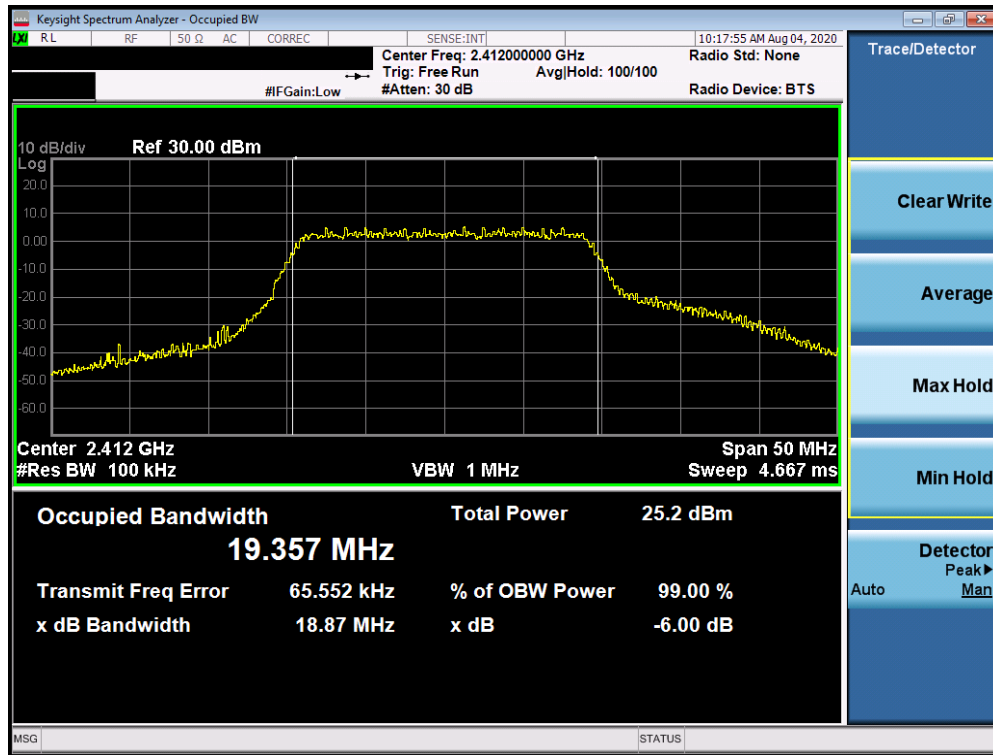 Keysight Spectrum Analyzer - Occupied BW
LXI RL RF 50 Ω AC CORREC SENSE:INT 10:17:55 AM Aug 04, 2020
Center Freq: 2.412000000 GHz Radio Std: None
Trig: Free Run Avg|Hold: 100/100
#IFGain:Low #Atten: 30 dB Radio Device: BTS
10 dB/div Ref 30.00 dBm
Log
20.0
10.0
0.00
-10.0
-20.0
-30.0
-40.0
-50.0
-60.0
Center 2.412 GHz Span 50 MHz
#Res BW 100 kHz VBW 1 MHz Sweep 4.667 ms
Occupied Bandwidth Total Power 25.2 dBm
19.357 MHz
Transmit Freq Error 65.552 kHz % of OBW Power 99.00 %
x dB Bandwidth 18.87 MHz x dB -6.00 dB
MSG STATUS
Trace/Detector
Clear Write
Average
Max Hold
Min Hold
Detector
Peak▶
Auto Man